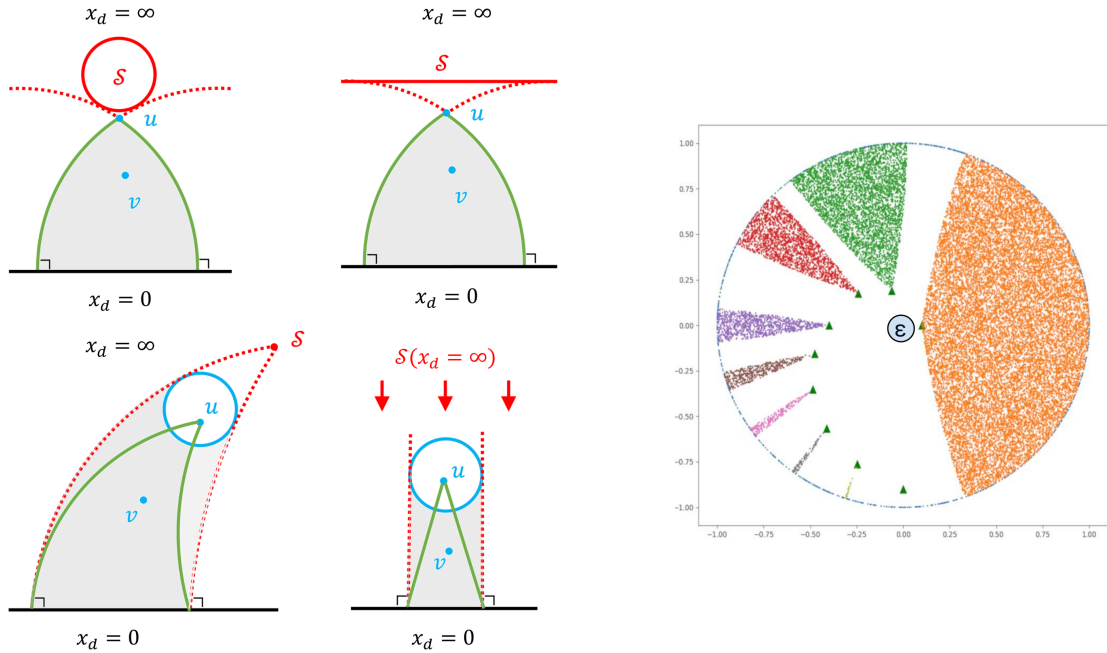 x_d = ∞
𝒮
u
v
x_d = 0
x_d = ∞
𝒮
u
v
x_d = 0
x_d = ∞
𝒮
u
v
x_d = 0
𝒮(x_d = ∞)
u
v
x_d = 0
1.00
0.75
0.50
0.25
0.00
−0.25
−0.50
−0.75
−1.00
ε
−1.00 −0.75 −0.50 −0.25 0.00 0.25 0.50 0.75 1.00